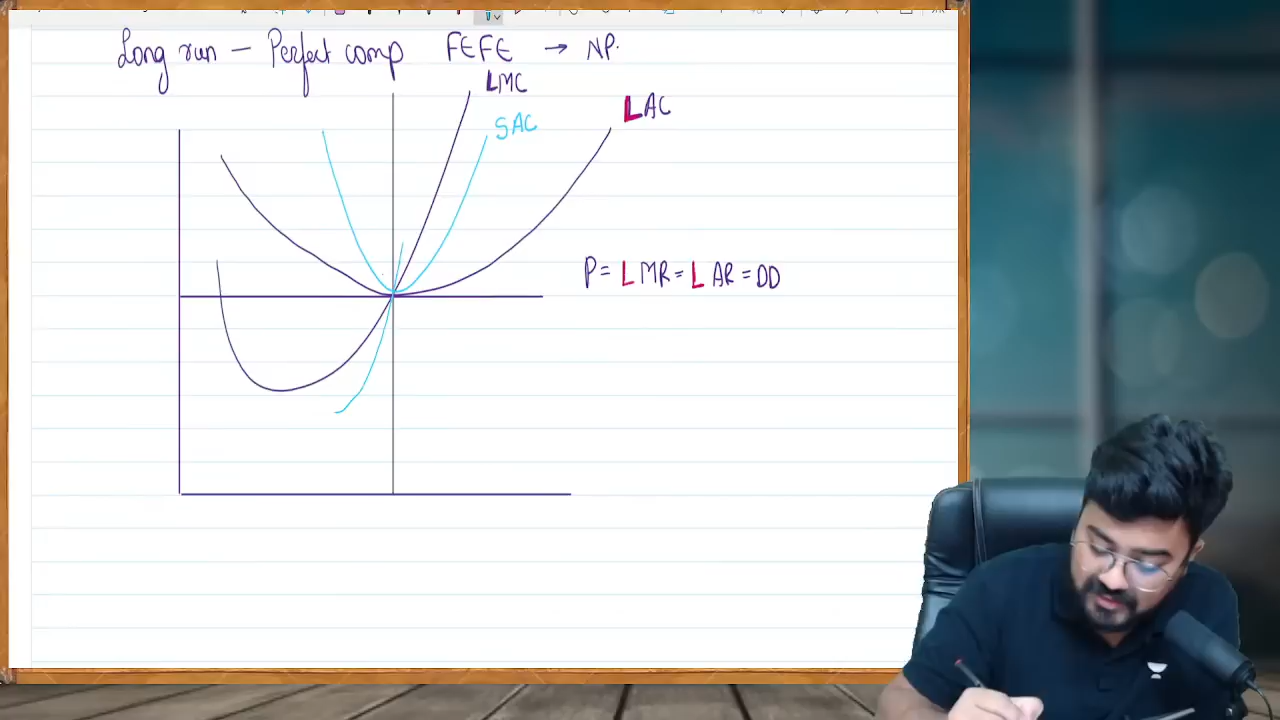 Long run - Perfect comp FEFE → NP.
LMC
LAC
SAC
P = LMR = LAR = DD